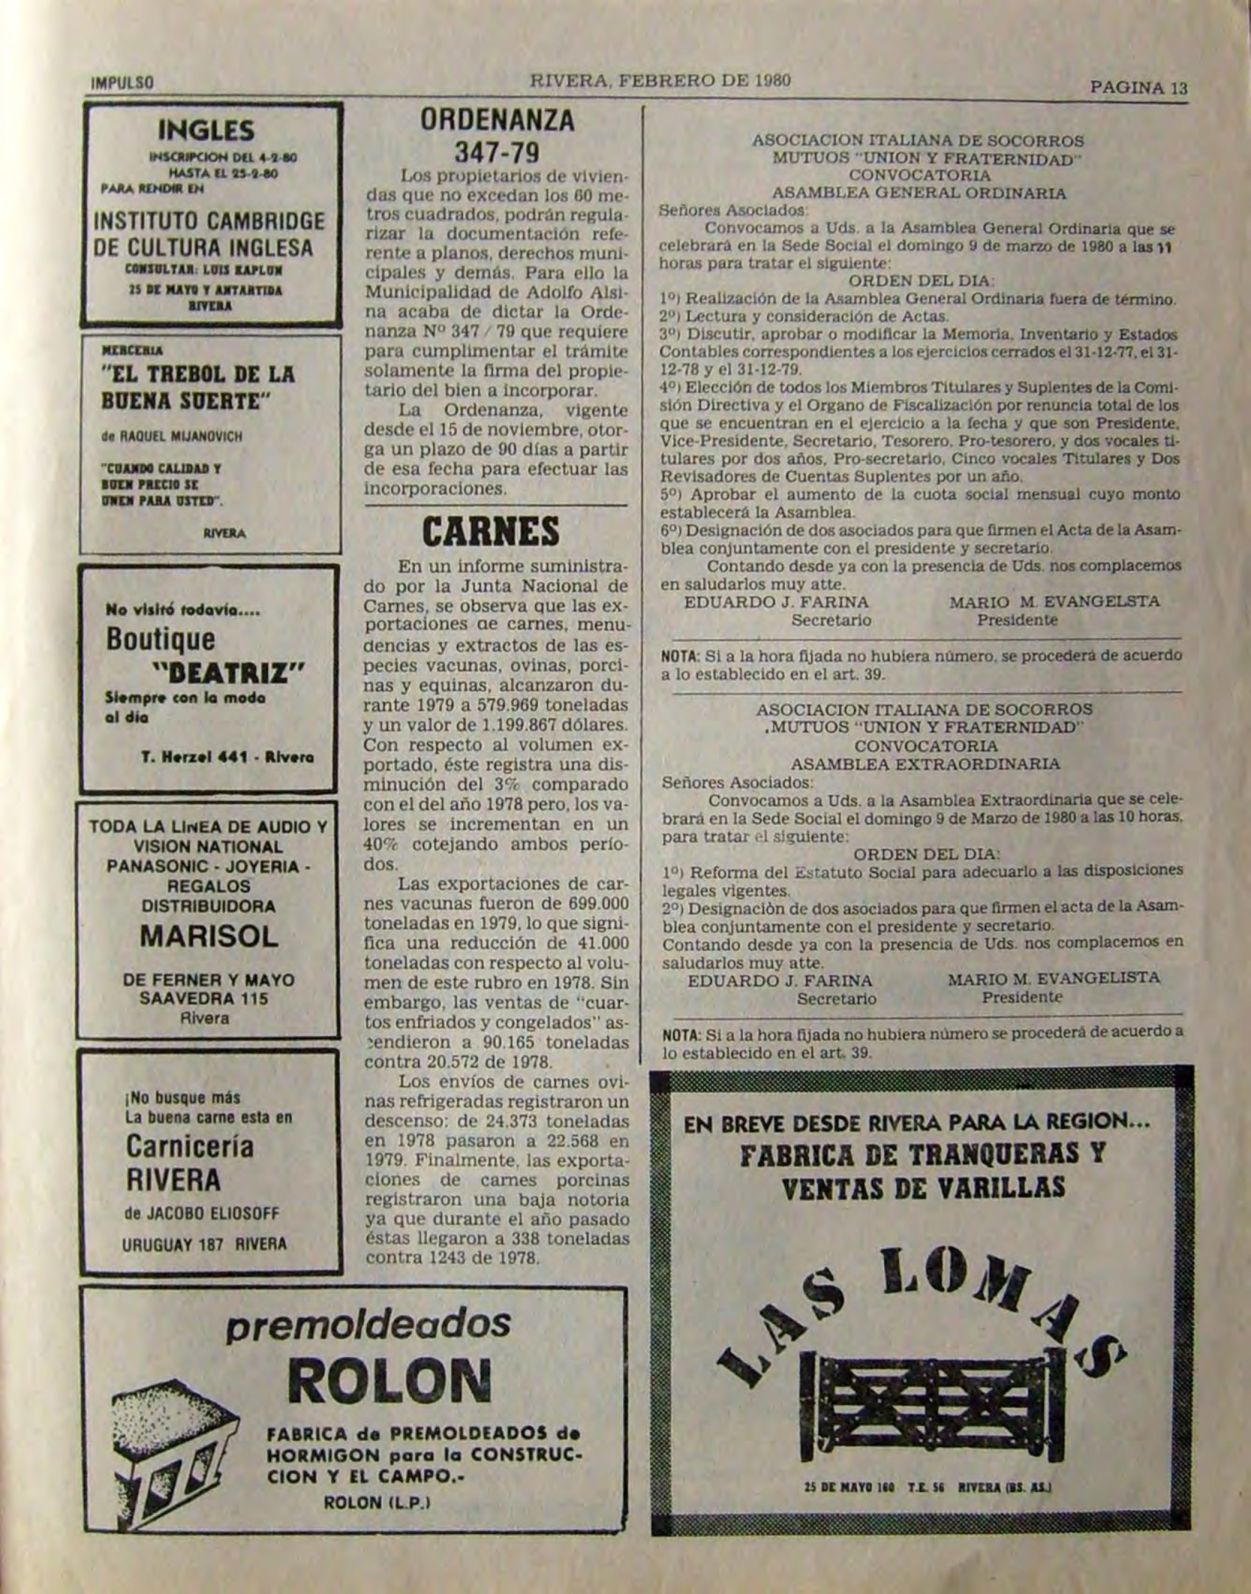 IMPULSO
RIVERA, FEBRERO DE 1980
PAGINA 13
INGLES
INSCRIPCION DEL 4-2-80
HASTA EL 25-2-80
PARA RENDIR EN
INSTITUTO CAMBRIDGE
DE CULTURA INGLESA
CONSULTAR: LUIS KAPLUN
25 DE MAYO Y ANTARTIDA
RIVERA
MERCERIA
"EL TREBOL DE LA
BUENA SUERTE"
de RAQUEL MIJANOVICH
"CUANDO CALIDAD Y
BUEN PRECIO SE
UNEN PARA USTED".
RIVERA
No visitó todavía....
Boutique
"BEATRIZ"
Siempre con la moda
al día
T. Herzel 441 - Rivera
TODA LA LINEA DE AUDIO Y
VISION NATIONAL
PANASONIC - JOYERIA -
REGALOS
DISTRIBUIDORA
MARISOL
DE FERNER Y MAYO
SAAVEDRA 115
Rivera
¡No busque más
La buena carne esta en
Carnicería
RIVERA
de JACOBO ELIOSOFF
URUGUAY 187 RIVERA
ORDENANZA
347-79
Los propietarios de vivien-
das que no excedan los 60 me-
tros cuadrados, podrán regula-
rizar la documentación refe-
rente a planos, derechos muni-
cipales y demás. Para ello la
Municipalidad de Adolfo Alsi-
na acaba de dictar la Orde-
nanza Nº 347 / 79 que requiere
para cumplimentar el trámite
solamente la firma del propie-
tario del bien a incorporar.
La Ordenanza, vigente
desde el 15 de noviembre, otor-
ga un plazo de 90 días a partir
de esa fecha para efectuar las
incorporaciones.
CARNES
En un informe suministra-
do por la Junta Nacional de
Carnes, se observa que las ex-
portaciones de carnes, menu-
dencias y extractos de las es-
pecies vacunas, ovinas, porci-
nas y equinas, alcanzaron du-
rante 1979 a 579.969 toneladas
y un valor de 1.199.867 dólares.
Con respecto al volumen ex-
portado, éste registra una dis-
minución del 3% comparado
con el del año 1978 pero, los va-
lores se incrementan en un
40% cotejando ambos perío-
dos.
Las exportaciones de car-
nes vacunas fueron de 699.000
toneladas en 1979, lo que signi-
fica una reducción de 41.000
toneladas con respecto al volu-
men de este rubro en 1978. Sin
embargo, las ventas de "cuar-
tos enfriados y congelados" as-
cendieron a 90.165 toneladas
contra 20.572 de 1978.
Los envíos de carnes ovi-
nas refrigeradas registraron un
descenso: de 24.373 toneladas
en 1978 pasaron a 22.568 en
1979. Finalmente, las exporta-
ciones de carnes porcinas
registraron una baja notoria
ya que durante el año pasado
éstas llegaron a 338 toneladas
contra 1243 de 1978.
ASOCIACION ITALIANA DE SOCORROS
MUTUOS "UNION Y FRATERNIDAD"
CONVOCATORIA
ASAMBLEA GENERAL ORDINARIA
Señores Asociados:
Convocamos a Uds. a la Asamblea General Ordinaria que se
celebrará en la Sede Social el domingo 9 de marzo de 1980 a las 11
horas para tratar el siguiente:
ORDEN DEL DIA:
1º) Realización de la Asamblea General Ordinaria fuera de término.
2º) Lectura y consideración de Actas.
3º) Discutir, aprobar o modificar la Memoria, Inventario y Estados
Contables correspondientes a los ejercicios cerrados el 31-12-77, el 31-
12-78 y el 31-12-79.
4º) Elección de todos los Miembros Titulares y Suplentes de la Comi-
sión Directiva y el Organo de Fiscalización por renuncia total de los
que se encuentran en el ejercicio a la fecha y que son Presidente,
Vice-Presidente, Secretario, Tesorero, Pro-tesorero, y dos vocales ti-
tulares por dos años, Pro-secretario, Cinco vocales Titulares y Dos
Revisadores de Cuentas Suplentes por un año.
5º) Aprobar el aumento de la cuota social mensual cuyo monto
establecerá la Asamblea.
6º) Designación de dos asociados para que firmen el Acta de la Asam-
blea conjuntamente con el presidente y secretario.
Contando desde ya con la presencia de Uds. nos complacemos
en saludarlos muy atte.
EDUARDO J. FARINA MARIO M. EVANGELSTA
Secretario Presidente
NOTA: Si a la hora fijada no hubiera número, se procederá de acuerdo
a lo establecido en el art. 39.
ASOCIACION ITALIANA DE SOCORROS
MUTUOS "UNION Y FRATERNIDAD"
CONVOCATORIA
ASAMBLEA EXTRAORDINARIA
Señores Asociados:
Convocamos a Uds. a la Asamblea Extraordinaria que se cele-
brará en la Sede Social el domingo 9 de Marzo de 1980 a las 10 horas,
para tratar el siguiente:
ORDEN DEL DIA:
1º) Reforma del Estatuto Social para adecuarlo a las disposiciones
legales vigentes.
2º) Designación de dos asociados para que firmen el acta de la Asam-
blea conjuntamente con el presidente y secretario.
Contando desde ya con la presencia de Uds. nos complacemos en
saludarlos muy atte.
EDUARDO J. FARINA MARIO M. EVANGELISTA
Secretario Presidente
NOTA: Si a la hora fijada no hubiera número se procederá de acuerdo a
lo establecido en el art. 39.
premoldeados
ROLON
FABRICA de PREMOLDEADOS de
HORMIGON para la CONSTRUC-
CION Y EL CAMPO.-
ROLON (L.P.)
EN BREVE DESDE RIVERA PARA LA REGION...
FABRICA DE TRANQUERAS Y
VENTAS DE VARILLAS
LAS LOMAS
25 DE MAYO 160 T.E. 56 RIVERA (BS. AS.)